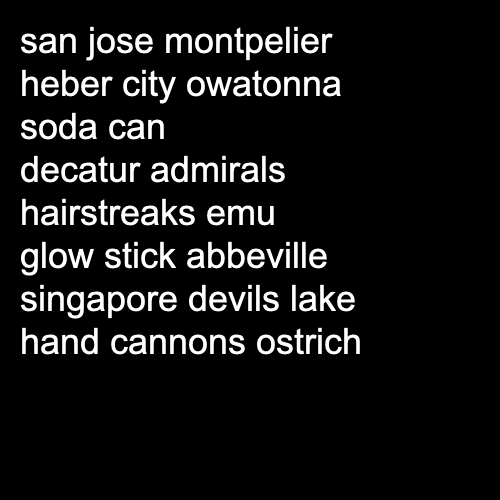 san jose montpelier
heber city owatonna
soda can
decatur admirals
hairstreaks emu
glow stick abbeville
singapore devils lake
hand cannons ostrich